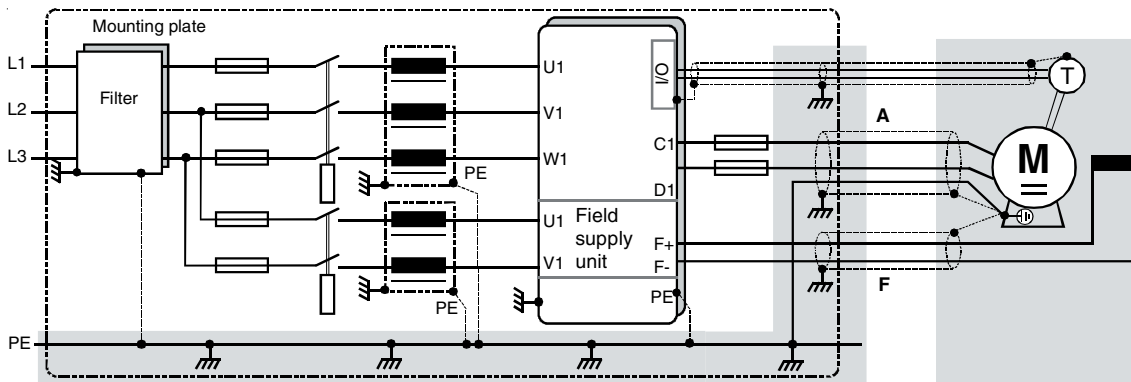 Mounting plate
L1
L2
L3
Filter
U1
V1
W1
I/O
T
A
C1
D1
M
PE
U1
V1
Field
supply
unit
F+
F-
F
PE
PE
PE